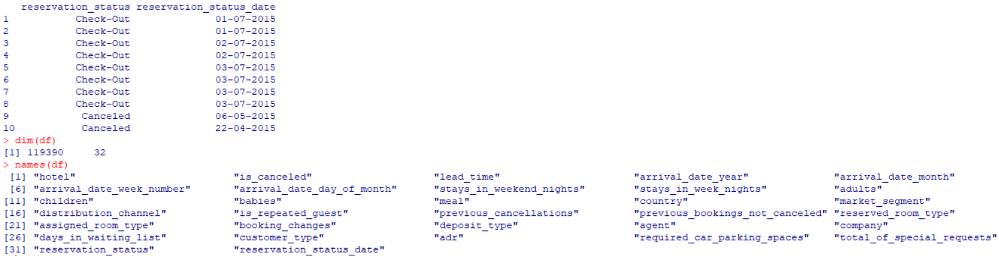 reservation_status reservation_status_date
1           Check-Out              01-07-2015
2           Check-Out              01-07-2015
3           Check-Out              02-07-2015
4           Check-Out              02-07-2015
5           Check-Out              03-07-2015
6           Check-Out              03-07-2015
7           Check-Out              03-07-2015
8           Check-Out              03-07-2015
9            Canceled              06-05-2015
10           Canceled              22-04-2015
> dim(df)
[1] 119390     32
> names(df)
 [1] "hotel"                          "is_canceled"                    "lead_time"                      "arrival_date_year"              "arrival_date_month"
 [6] "arrival_date_week_number"       "arrival_date_day_of_month"      "stays_in_weekend_nights"        "stays_in_week_nights"           "adults"
[11] "children"                       "babies"                         "meal"                           "country"                        "market_segment"
[16] "distribution_channel"           "is_repeated_guest"              "previous_cancellations"         "previous_bookings_not_canceled" "reserved_room_type"
[21] "assigned_room_type"             "booking_changes"                "deposit_type"                   "agent"                          "company"
[26] "days_in_waiting_list"           "customer_type"                  "adr"                            "required_car_parking_spaces"    "total_of_special_requests"
[31] "reservation_status"             "reservation_status_date"